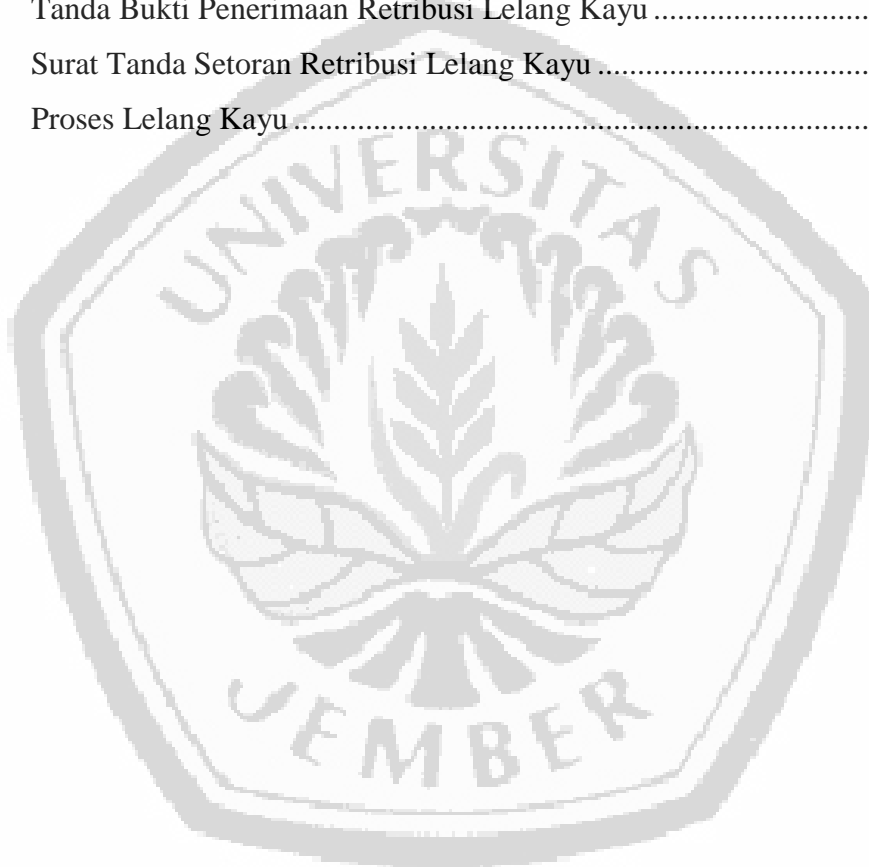 Tanda Bukti Penerimaan Retribusi Lelang Kayu ........................
Surat Tanda Setoran Retribusi Lelang Kayu ..............................
Proses Lelang Kayu ..............................................................
UNIVERSITAS
JEMBER